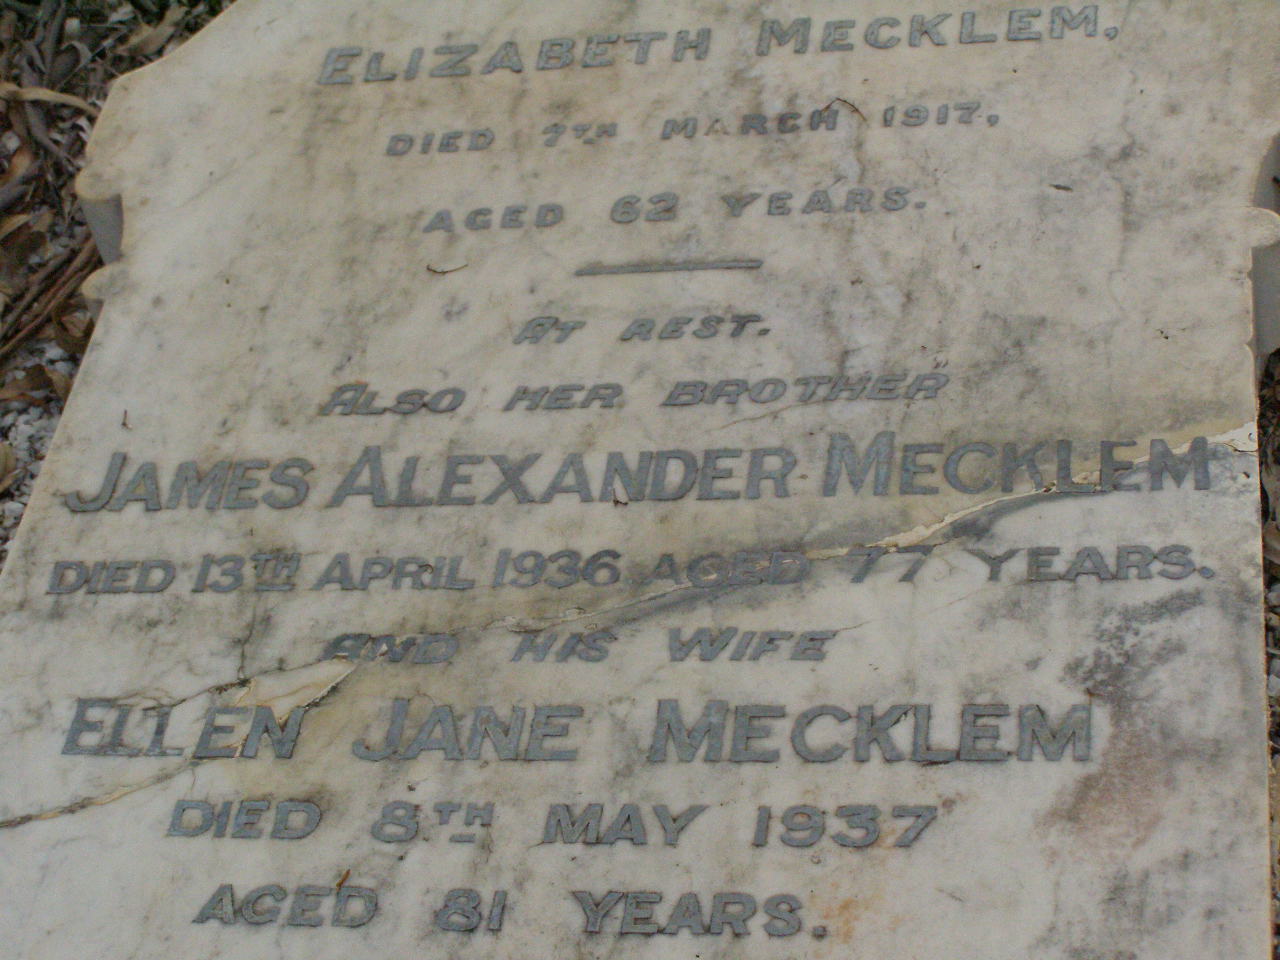 ELIZABETH MECKLEM,
DIED 7TH MARCH 1917,
AGED 62 YEARS.
AT REST.
ALSO HER BROTHER
JAMES ALEXANDER MECKLEM
DIED 13TH APRIL 1936 AGED 77 YEARS.
AND HIS WIFE
ELLEN JANE MECKLEM
DIED 8TH MAY 1937
AGED 81 YEARS.